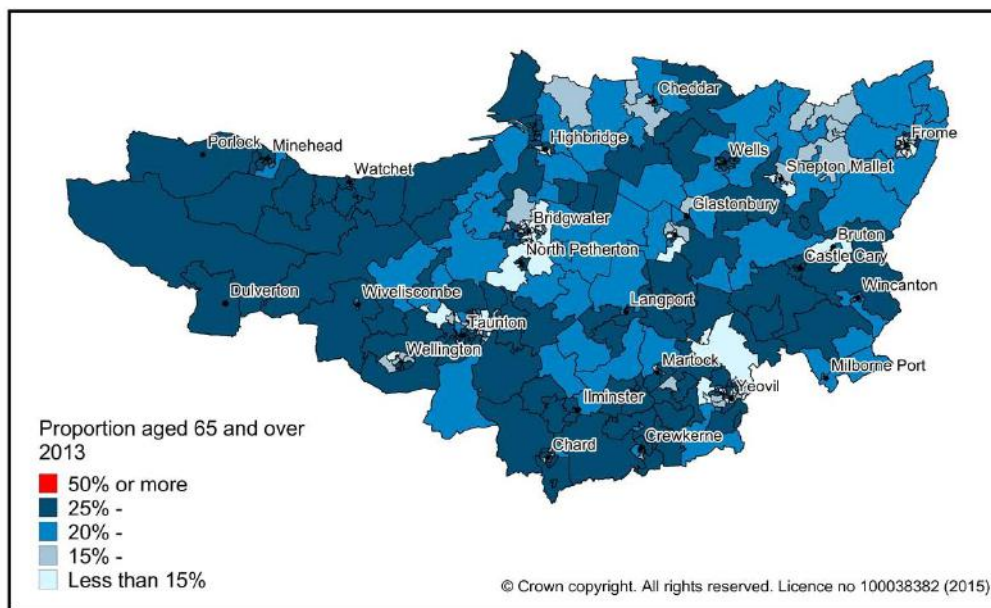 Cheddar
Porlock
Minehead
Highbridge
Frome
Watchet
Wells
Shepton Mallet
Glastonbury
Bridgwater
Bruton
North Petherton
Castle Cary
Dulverton
Wiveliscombe
Langport
Wincanton
Taunton
Wellington
Martock
Milborne Port
Yeovil
Ilminster
Chard
Crewkerne
Proportion aged 65 and over
2013
50% or more
25% -
20% -
15% -
Less than 15%
© Crown copyright. All rights reserved. Licence no 100038382 (2015)